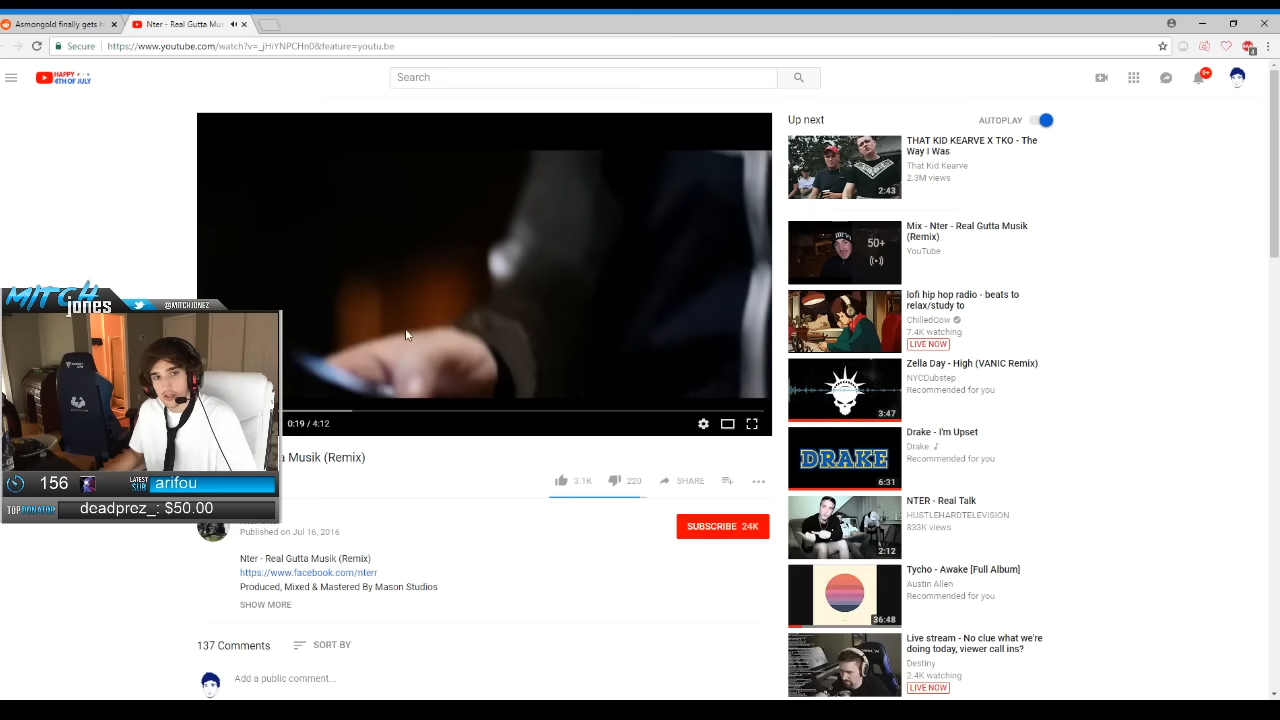 Asmongold finally gets h
Nter - Real Gutta Mus
Secure
https://www.youtube.com/watch?v=_jHiYNPCHn0&feature=youtu.be
HAPPY
4TH OF JULY
Search
9+
Up next
AUTOPLAY
THAT KID KEARVE X TKO - The
Way I Was
That Kid Kearve
2.3M views
2:43
Mix - Nter - Real Gutta Musik
(Remix)
YouTube
50+
lofi hip hop radio - beats to
relax/study to
ChilledCow
7.4K watching
LIVE NOW
Zella Day - High (VANIC Remix)
NYCDubstep
Recommended for you
3:47
Drake - I'm Upset
Drake
Recommended for you
DRAKE
6:31
NTER - Real Talk
HUSTLEHARDTELEVISION
833K views
2:12
Tycho - Awake [Full Album]
Austin Allen
Recommended for you
36:48
Live stream - No clue what we're
doing today, viewer call ins?
Destiny
2.4K watching
LIVE NOW
MITCH
JONES
@MITCHJONEZ
156
LATEST
SUB
arifou
TOPDONATOR
dcadprcz_: $50.00
0:19 / 4:12
a Musik (Remix)
3.1K
220
SHARE
SUBSCRIBE 24K
Published on Jul 16, 2016
Nter - Real Gutta Musik (Remix)
https://www.facebook.com/nterr
Produced, Mixed & Mastered By Mason Studios
SHOW MORE
137 Comments
SORT BY
Add a public comment...